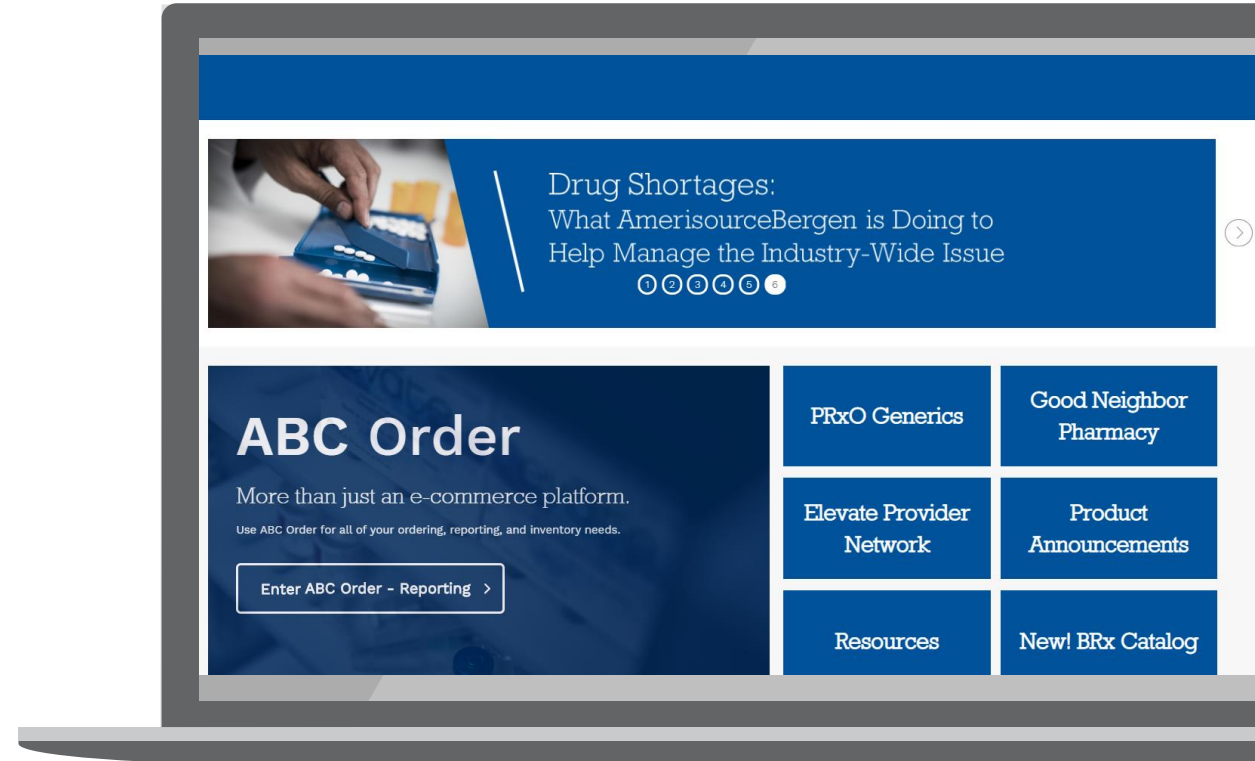 Drug Shortages:
What AmerisourceBergen is Doing to
Help Manage the Industry-Wide Issue
1 2 3 4 5 6
ABC Order
More than just an e-commerce platform.
Use ABC Order for all of your ordering, reporting, and inventory needs.
Enter ABC Order - Reporting >
PRxO Generics
Good Neighbor
Pharmacy
Elevate Provider
Network
Product
Announcements
Resources
New! BRx Catalog